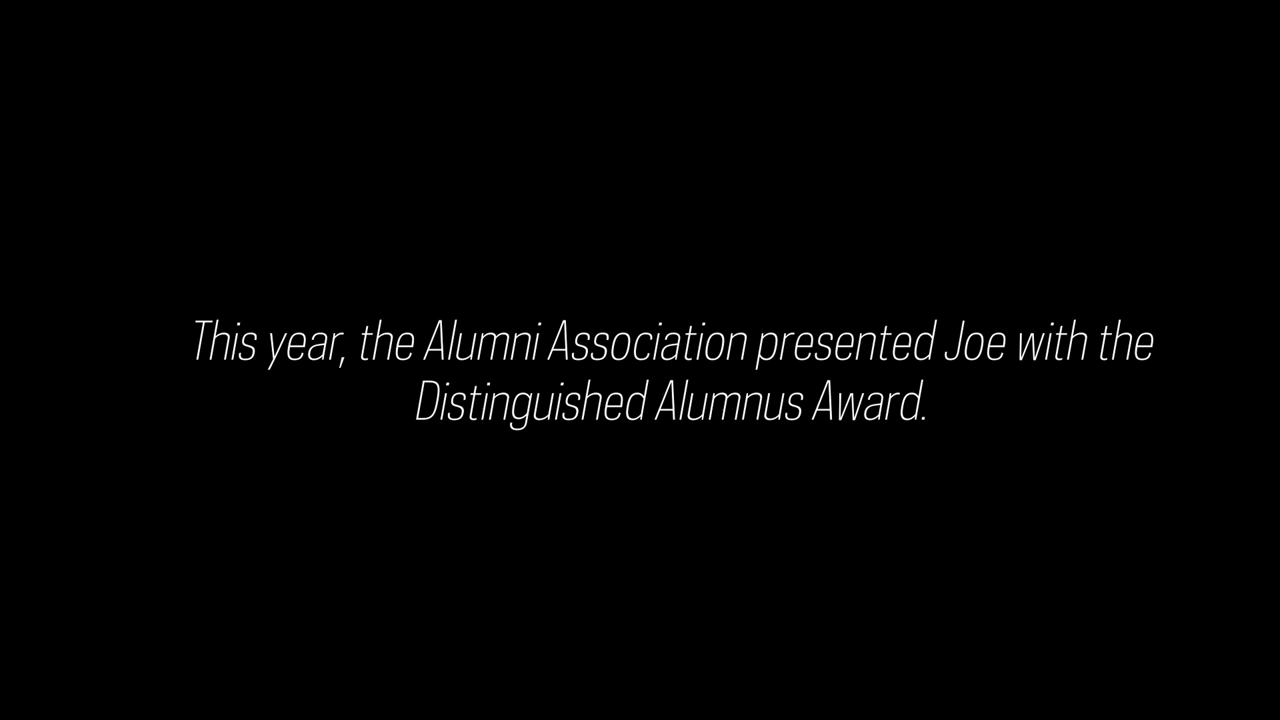 This year, the Alumni Association presented Joe with the
Distinguished Alumnus Award.